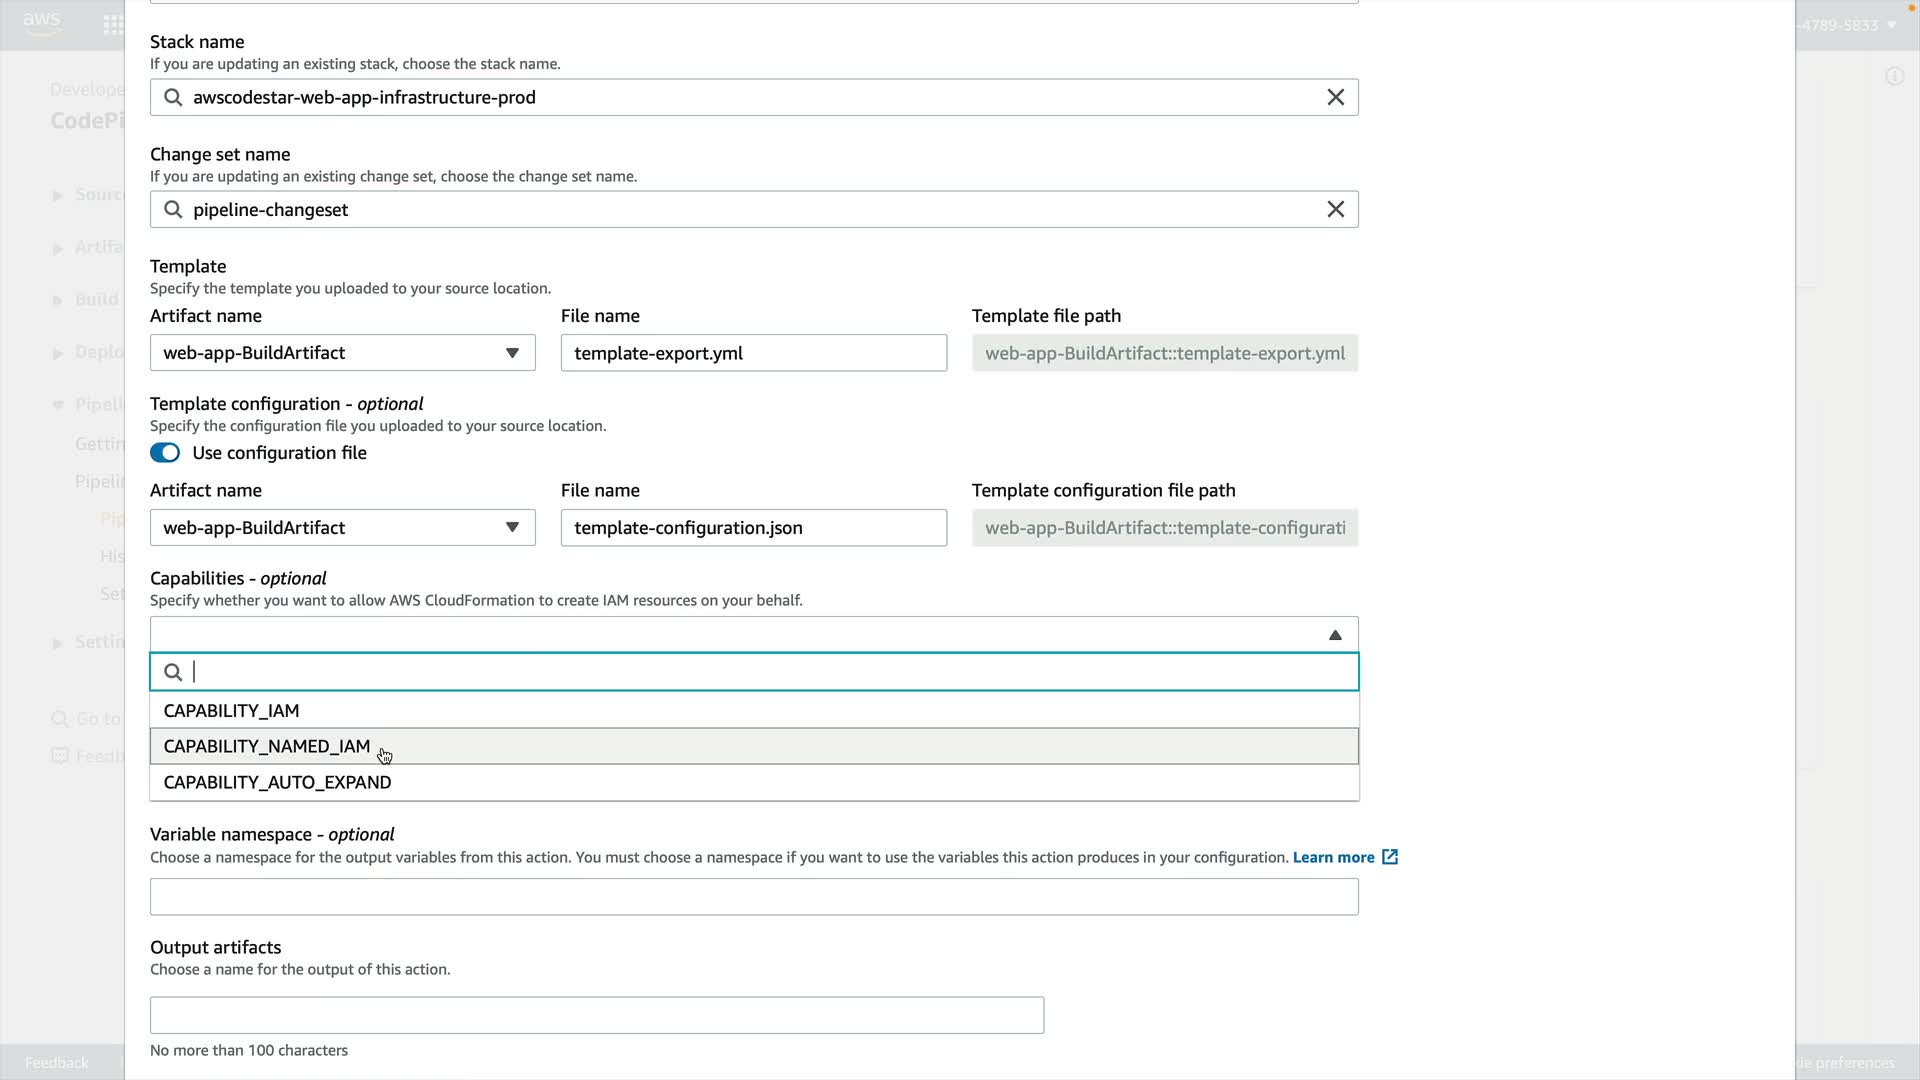 aws
-4789-5833
Develope
CodePi
Source
Artifa
Build
Deplo
Pipeli
Gettin
Pipelin
Pip
His
Set
Settin
Go to
Feedb
Stack name
If you are updating an existing stack, choose the stack name.
awscodestar-web-app-infrastructure-prod
Change set name
If you are updating an existing change set, choose the change set name.
pipeline-changeset
Template
Specify the template you uploaded to your source location.
Artifact name File name Template file path
web-app-BuildArtifact template-export.yml web-app-BuildArtifact::template-export.yml
Template configuration - optional
Specify the configuration file you uploaded to your source location.
Use configuration file
Artifact name File name Template configuration file path
web-app-BuildArtifact template-configuration.json web-app-BuildArtifact::template-configurati
Capabilities - optional
Specify whether you want to allow AWS CloudFormation to create IAM resources on your behalf.
CAPABILITY_IAM
CAPABILITY_NAMED_IAM
CAPABILITY_AUTO_EXPAND
Variable namespace - optional
Choose a namespace for the output variables from this action. You must choose a namespace if you want to use the variables this action produces in your configuration. Learn more
Output artifacts
Choose a name for the output of this action.
No more than 100 characters
Feedback
kie preferences